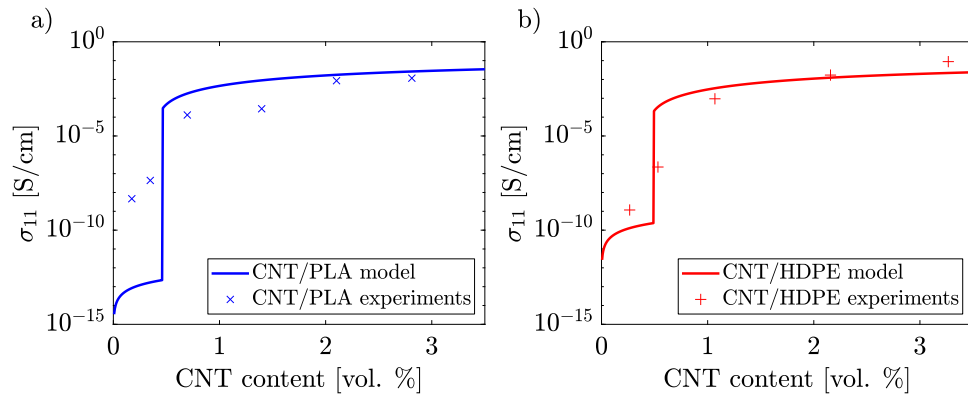 a)
10^0
10^-5
10^-10
10^-15
σ11 [S/cm]
CNT/PLA model
CNT/PLA experiments
0 1 2 3
CNT content [vol. %]
b)
10^0
10^-5
10^-10
10^-15
σ11 [S/cm]
CNT/HDPE model
CNT/HDPE experiments
0 1 2 3
CNT content [vol. %]